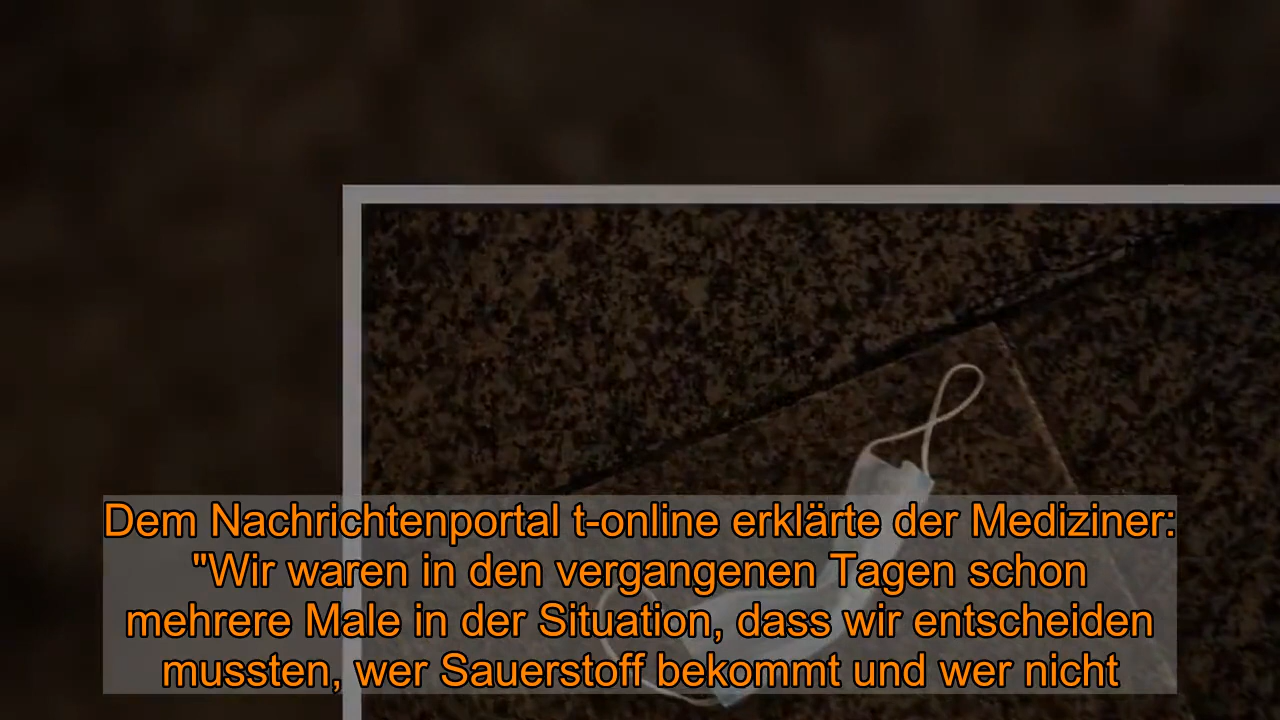 Dem Nachrichtenportal t-online erklärte der Mediziner:
"Wir waren in den vergangenen Tagen schon
mehrere Male in der Situation, dass wir entscheiden
mussten, wer Sauerstoff bekommt und wer nicht